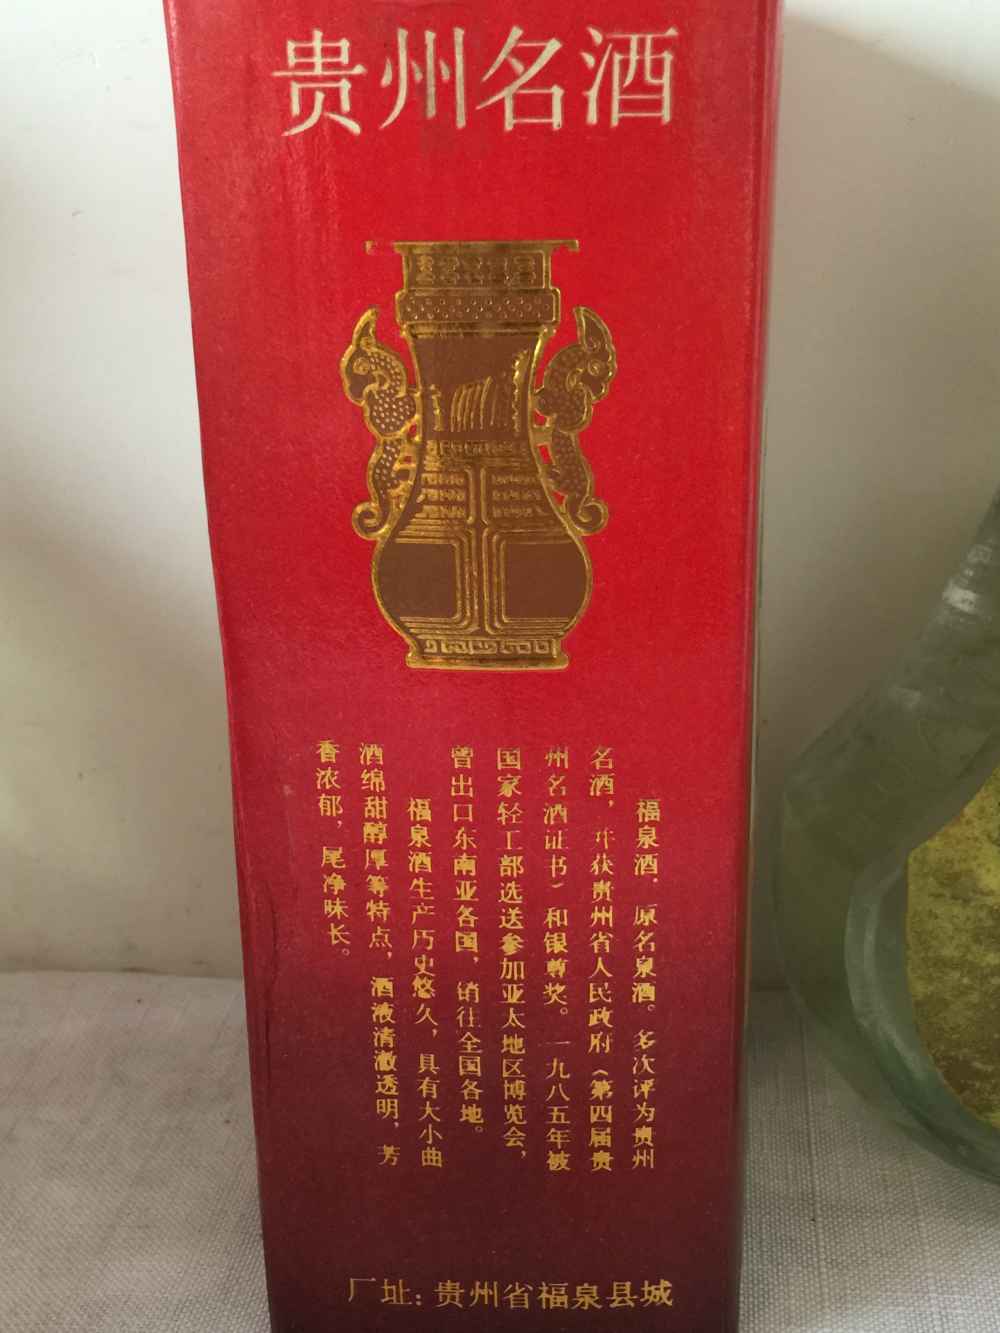 贵州名酒
福泉酒，原名泉酒。多次评为贵州
名酒，并获贵州省人民政府（第四届贵
州名酒证书）和银尊奖。一九八五年被
国家轻工部选送参加亚太地区博览会，
曾出口东南亚各国，销往全国各地。
福泉酒生产历史悠久，具有大小曲
酒绵甜醇厚等特点，酒液清澈透明，芳
香浓郁，尾净味长。
厂址：贵州省福泉县城